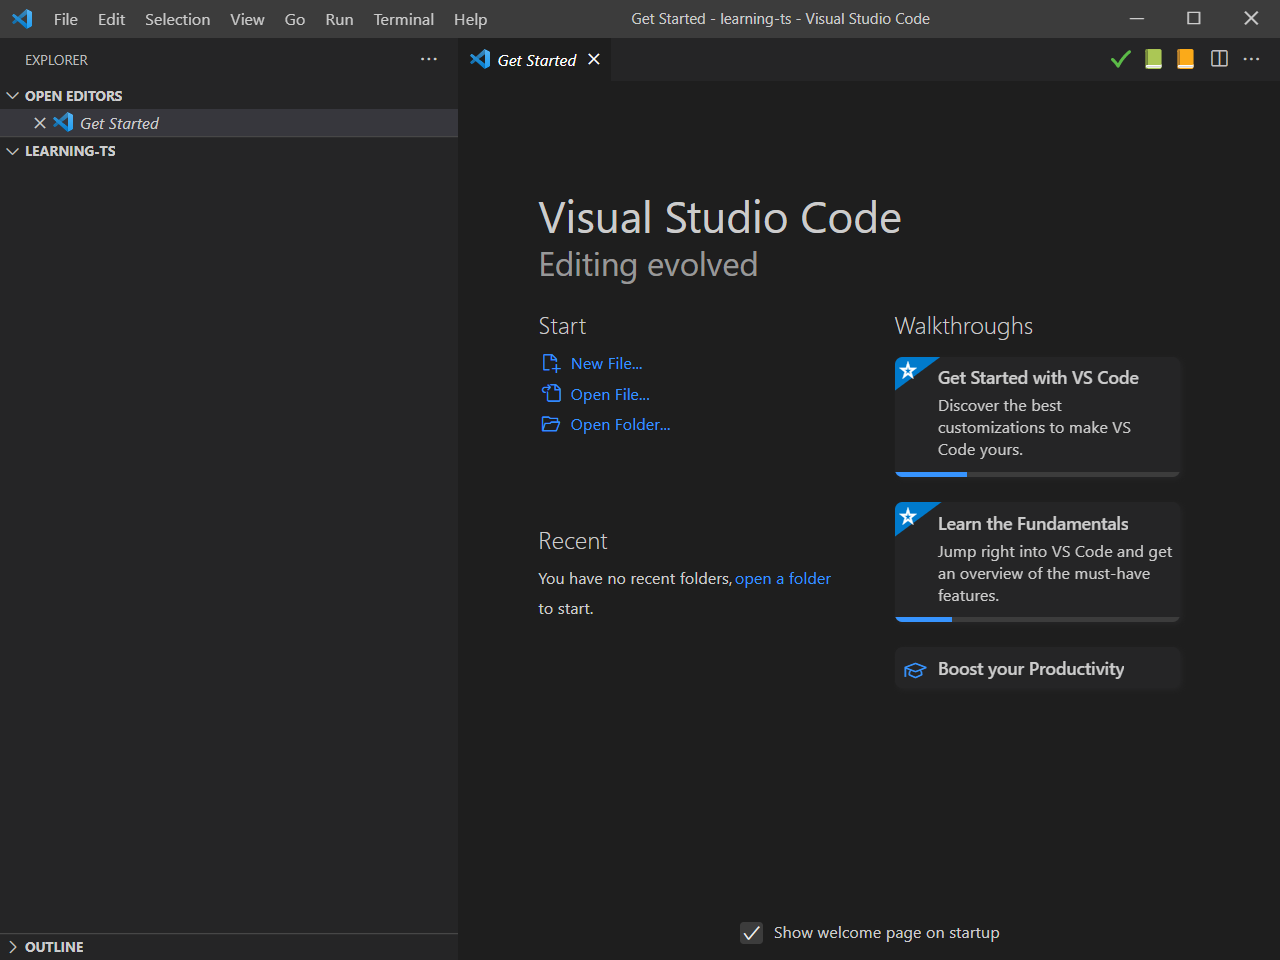 File Edit Selection View Go Run Terminal Help
Get Started - learning-ts - Visual Studio Code
EXPLORER
OPEN EDITORS
Get Started
LEARNING-TS
OUTLINE
Get Started
Visual Studio Code
Editing evolved
Start
New File...
Open File...
Open Folder...
Recent
You have no recent folders, open a folder
to start.
Walkthroughs
Get Started with VS Code
Discover the best
customizations to make VS
Code yours.
Learn the Fundamentals
Jump right into VS Code and get
an overview of the must-have
features.
Boost your Productivity
Show welcome page on startup